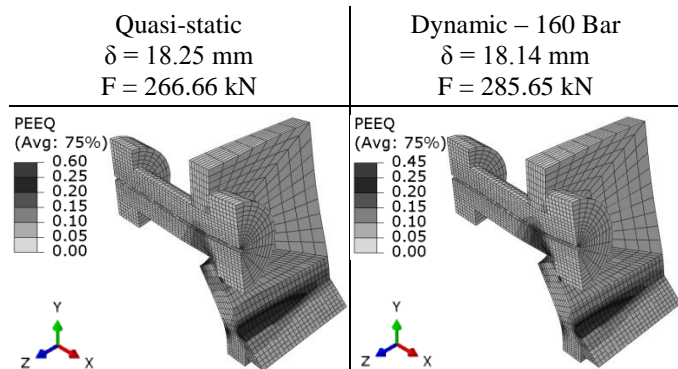 Quasi-static
δ = 18.25 mm
F = 266.66 kN
Dynamic – 160 Bar
δ = 18.14 mm
F = 285.65 kN
PEEQ
(Avg: 75%)
0.60
0.25
0.20
0.15
0.10
0.05
0.00
Y
Z
X
PEEQ
(Avg: 75%)
0.45
0.25
0.20
0.15
0.10
0.05
0.00
Y
Z
X